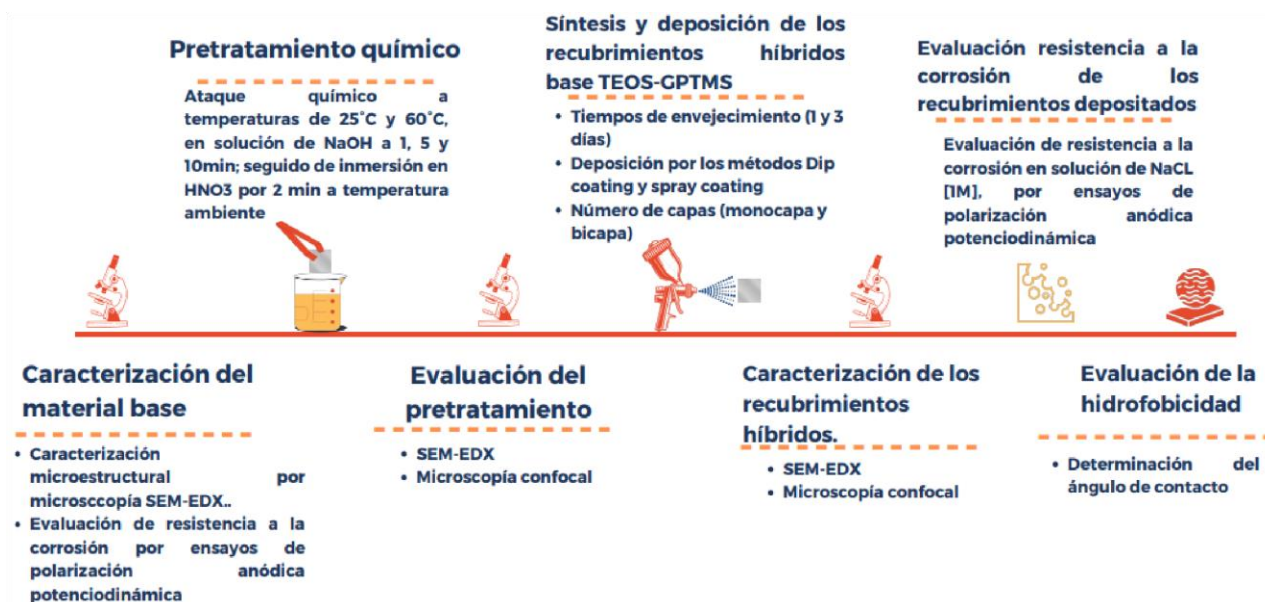 Pretratamiento químico
Ataque químico a
temperaturas de 25°C y 60°C,
en solución de NaOH a 1, 5 y
10min; seguido de inmersión en
HNO3 por 2 min a temperatura
ambiente
Síntesis y deposición de los
recubrimientos híbridos
base TEOS-GPTMS
• Tiempos de envejecimiento (1 y 3
días)
• Deposición por los métodos Dip
coating y spray coating
• Número de capas (monocapa y
bicapa)
Evaluación resistencia a la
corrosión de los
recubrimientos depositados
Evaluación de resistencia a la
corrosión en solución de NaCL
[1M], por ensayos de
polarización anódica
potenciodinámica
Caracterización del
material base
• Caracterización
microestructural por
microsccopía SEM-EDX..
• Evaluación de resistencia a la
corrosión por ensayos de
polarización anódica
potenciodinámica
Evaluación del
pretratamiento
• SEM-EDX
• Microscopía confocal
Caracterización de los
recubrimientos
híbridos.
• SEM-EDX
• Microscopía confocal
Evaluación de la
hidrofobicidad
• Determinación del
ángulo de contacto